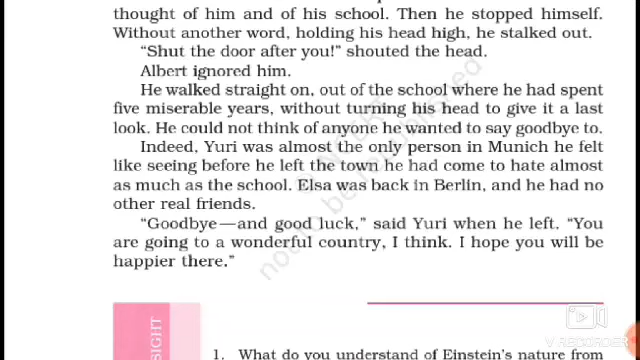 thought of him and of his school. Then he stopped himself.
Without another word, holding his head high, he stalked out.
"Shut the door after you!" shouted the head.
Albert ignored him.
He walked straight on, out of the school where he had spent
five miserable years, without turning his head to give it a last
look. He could not think of anyone he wanted to say goodbye to.
Indeed, Yuri was almost the only person in Munich he felt
like seeing before he left the town he had come to hate almost
as much as the school. Elsa was back in Berlin, and he had no
other real friends.
"Goodbye — and good luck," said Yuri when he left. "You
are going to a wonderful country, I think. I hope you will be
happier there."
not to be republished
SIGHT
V RECORDER
1. What do you understand of Einstein's nature from